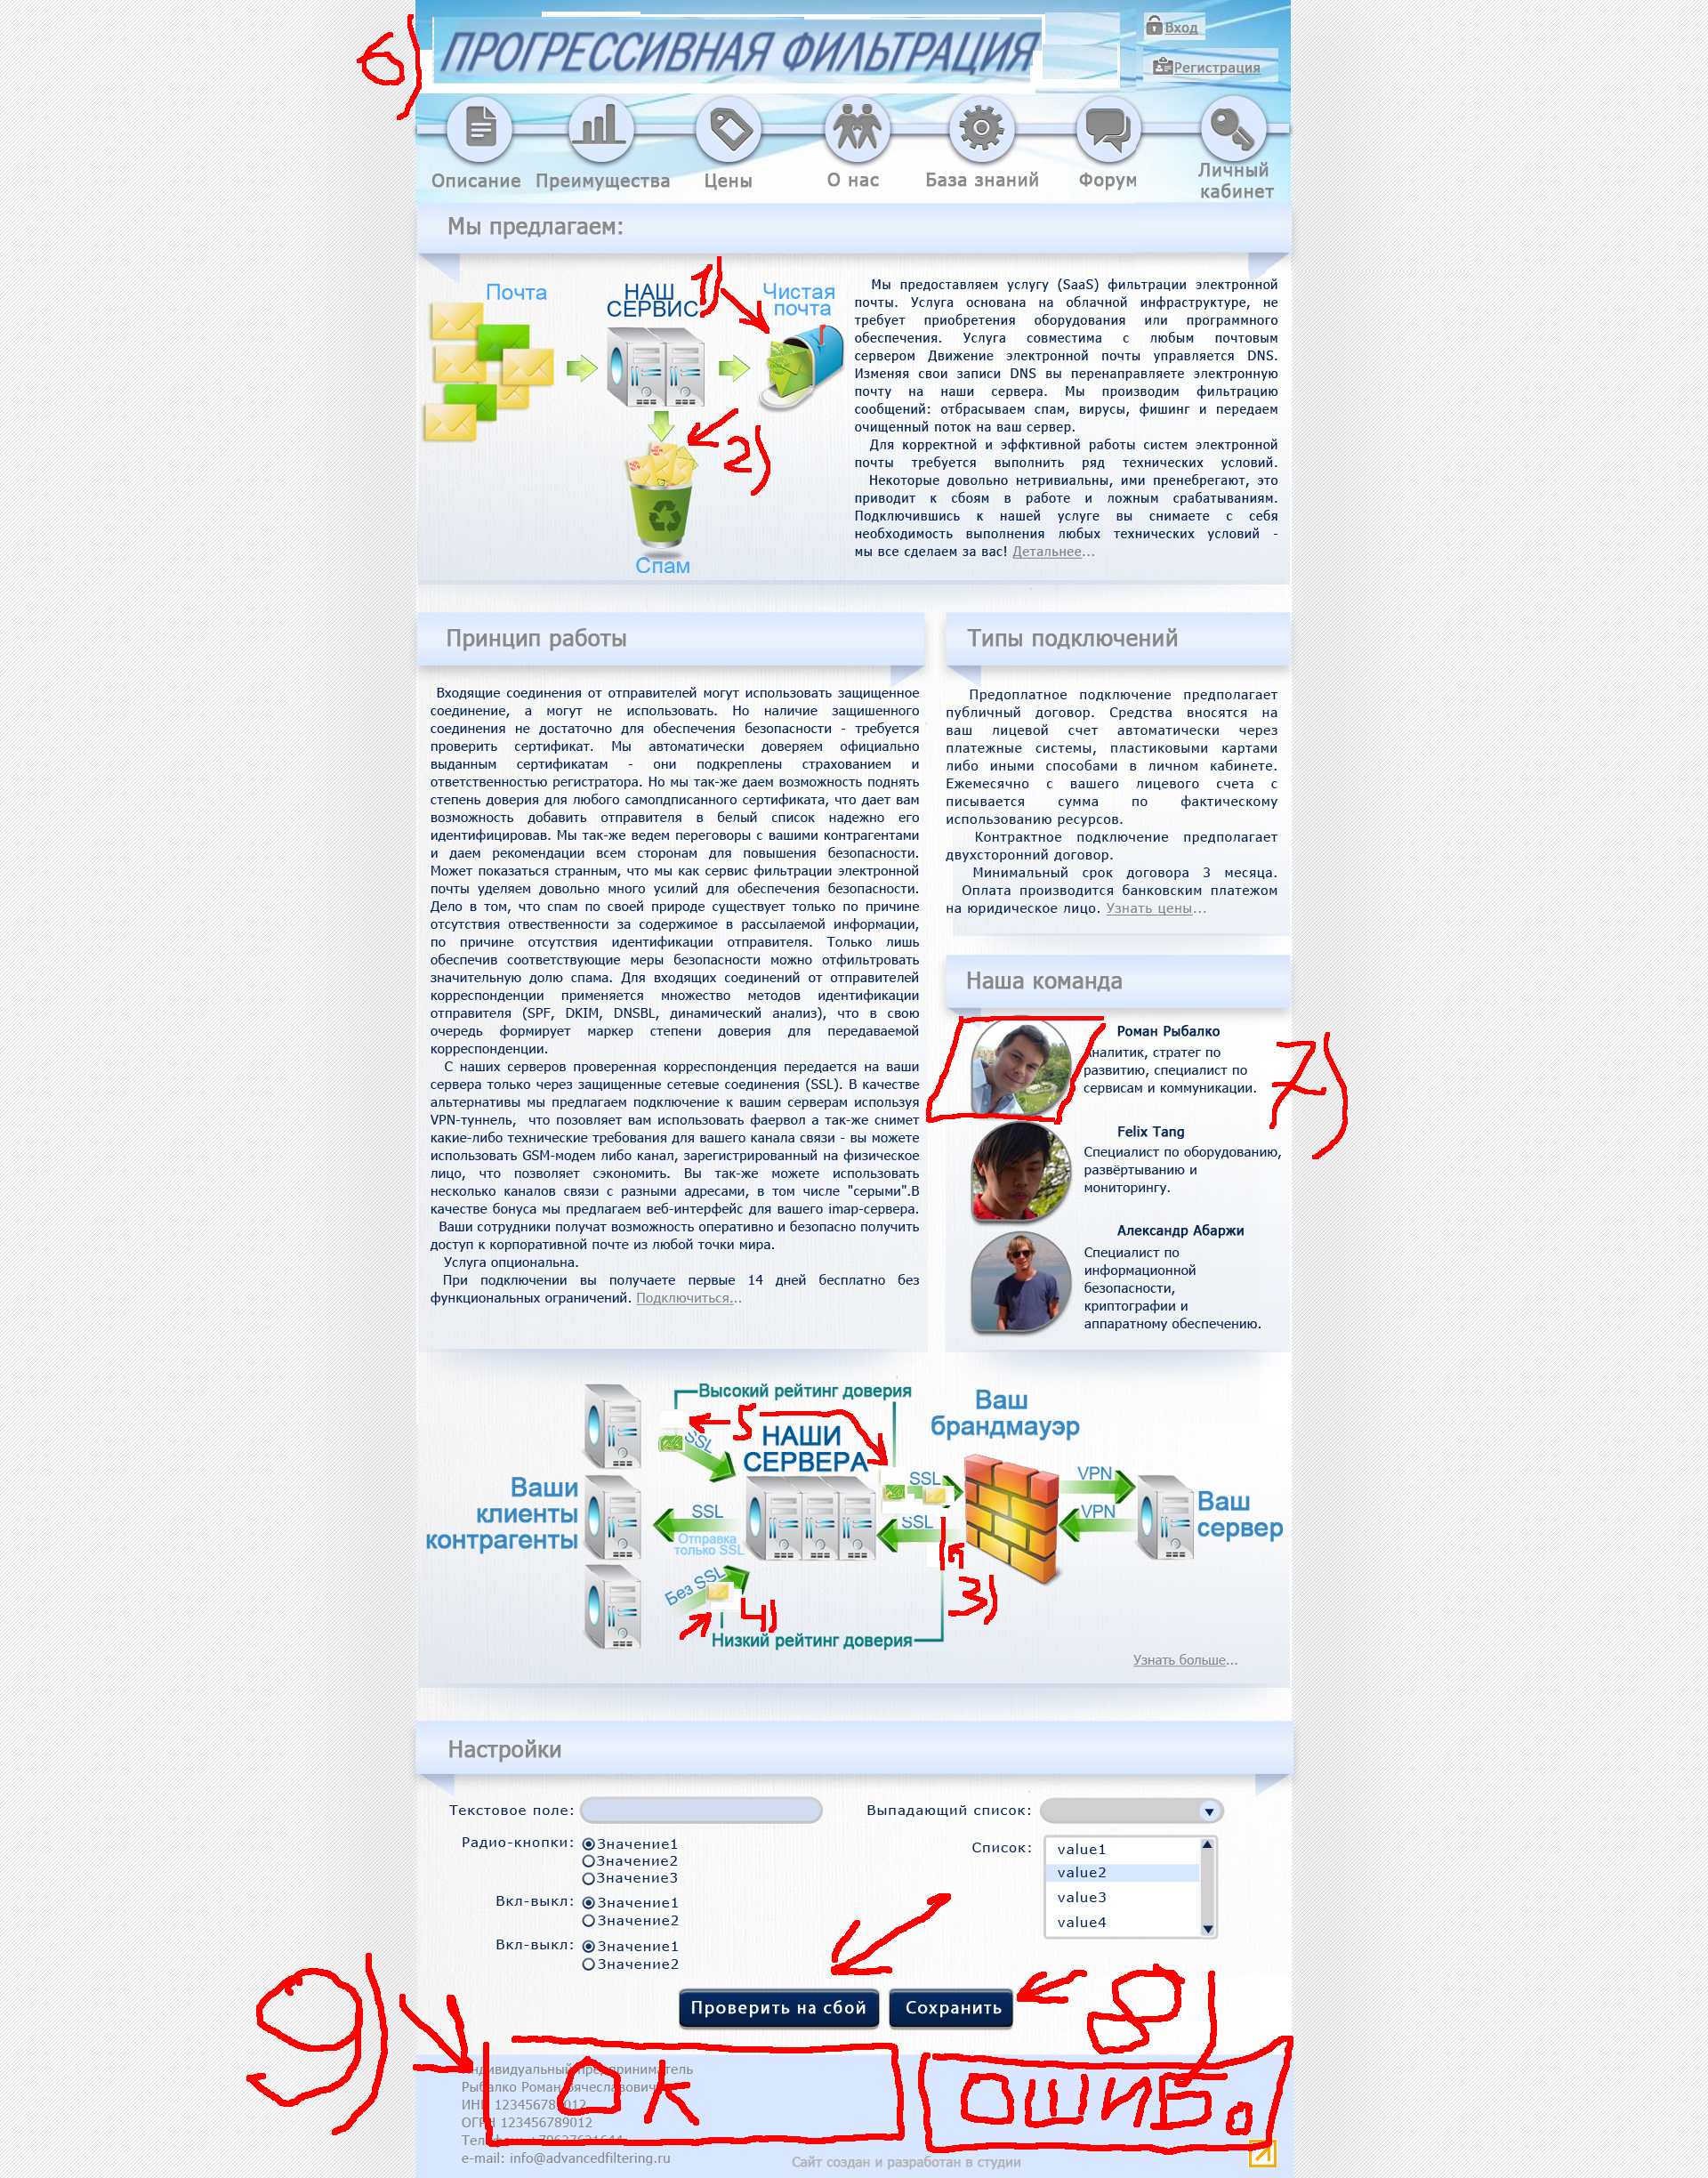 6)
ПРОГРЕССИВНАЯ ФИЛЬТРАЦИЯ
Вход
Регистрация
Описание
Преимущества
Цены
О нас
База знаний
Форум
Личный
кабинет
Мы предлагаем:
Почта
НАШ
СЕРВИС
1)
Чистая
почта
2)
Спам
Мы предоставляем услугу (SaaS) фильтрации электронной
почты. Услуга основана на облачной инфраструктуре, не
требует приобретения оборудования или программного
обеспечения. Услуга совместима с любым почтовым
сервером Движение электронной почты управляется DNS.
Изменяя свои записи DNS вы перенаправляете электронную
почту на наши сервера. Мы производим фильтрацию
сообщений: отбрасываем спам, вирусы, фишинг и передаем
очищенный поток на ваш сервер.
Для корректной и эффктивной работы систем электронной
почты требуется выполнить ряд технических условий.
Некоторые довольно нетривиальны, ими пренебрегают, это
приводит к сбоям в работе и ложным срабатываниям.
Подключившись к нашей услуге вы снимаете с себя
необходимость выполнения любых технических условий -
мы все сделаем за вас! Детальнее...
Принцип работы
Входящие соединения от отправителей могут использовать защищенное
соединение, а могут не использовать. Но наличие защишенного
соединения не достаточно для обеспечения безопасности - требуется
проверить сертификат. Мы автоматически доверяем официально
выданным сертификатам - они подкреплены страхованием и
ответственностью регистратора. Но мы так-же даем возможность поднять
степень доверия для любого самопдписанного сертификата, что дает вам
возможность добавить отправителя в белый список надежно его
идентифицировав. Мы так-же ведем переговоры с вашими контрагентами
и даем рекомендации всем сторонам для повышения безопасности.
Может показаться странным, что мы как сервис фильтрации электронной
почты уделяем довольно много усилий для обеспечения безопасности.
Дело в том, что спам по своей природе существует только по причине
отсутствия отвественности за содержимое в рассылаемой информации,
по причине отсутствия идентификации отправителя. Только лишь
обеспечив соответствующие меры безопасности можно отфильтровать
значительную долю спама. Для входящих соединений от отправителей
корреспонденции применяется множество методов идентификации
отправителя (SPF, DKIM, DNSBL, динамический анализ), что в свою
очередь формирует маркер степени доверия для передаваемой
корреспонденции.
С наших серверов проверенная корреспонденция передается на ваши
сервера только через защищенные сетевые соединения (SSL). В качестве
альтернативы мы предлагаем подключение к вашим серверам используя
VPN-туннель, что позовляет вам использовать фаервол а так-же снимет
какие-либо технические требования для вашего канала связи - вы можете
использовать GSM-модем либо канал, зарегистрированный на физическое
лицо, что позволяет сэкономить. Вы так-же можете использовать
несколько каналов связи с разными адресами, в том числе "серыми".В
качестве бонуса мы предлагаем веб-интерфейс для вашего imap-сервера.
Ваши сотрудники получат возможность оперативно и безопасно получить
доступ к корпоративной почте из любой точки мира.
Услуга опциональна.
При подключении вы получаете первые 14 дней бесплатно без
функциональных ограничений. Подключиться...
Типы подключений
Предоплатное подключение предполагает
публичный договор. Средства вносятся на
ваш лицевой счет автоматически через
платежные системы, пластиковыми картами
либо иными способами в личном кабинете.
Ежемесячно с вашего лицевого счета с
писывается сумма по фактическому
использованию ресурсов.
Контрактное подключение предполагает
двухсторонний договор.
Минимальный срок договора 3 месяца.
Оплата производится банковским платежом
на юридическое лицо. Узнать цены...
Наша команда
Роман Рыбалко
Аналитик, стратег по
развитию, специалист по
сервисам и коммуникации.
7)
Felix Tang
Специалист по оборудованию,
развёртыванию и
мониторингу.
Александр Абаржи
Специалист по
информационной
безопасности,
криптографии и
аппаратному обеспечению.
Высокий рейтинг доверия
5
SSL
НАШИ
СЕРВЕРА
Ваш
брандмауэр
SSL
VPN
Ваши
клиенты
контрагенты
SSL
Отправка
только SSL
SSL
VPN
Ваш
сервер
Без SSL
4)
3)
Низкий рейтинг доверия
Узнать больше...
Настройки
Текстовое поле:
Выпадающий список:
Радио-кнопки:
Значение1
Значение2
Значение3
Список:
value1
value2
value3
value4
Вкл-выкл:
Значение1
Значение2
Вкл-выкл:
Значение1
Значение2
Проверить на сбой
Сохранить
8)
9)
ОК
ОШИБ.
Индивидуальный предприниматель
Рыбалко Роман Вячеславович
ИНН 123456789012
ОГРН 123456789012
e-mail: info@advancedfiltering.ru
Сайт создан и разработан в студии